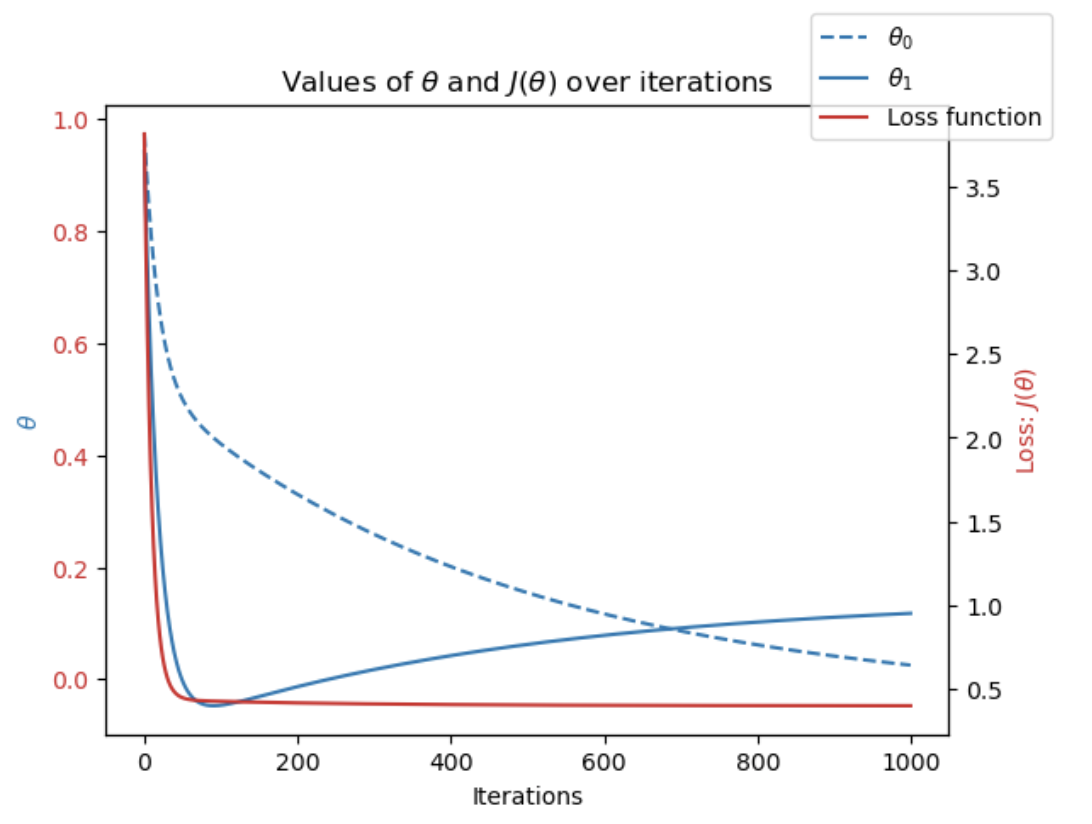 θ₀
θ₁
Loss function
Values of θ and J(θ) over iterations
1.0
0.8
0.6
0.4
0.2
0.0
θ
3.5
3.0
2.5
2.0
1.5
1.0
0.5
Loss: J(θ)
0 200 400 600 800 1000
Iterations